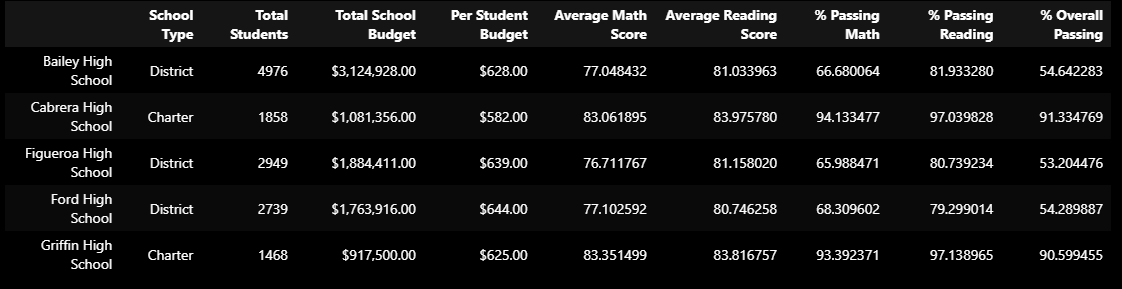 School Type Total Students Total School Budget Per Student Budget Average Math Score Average Reading Score % Passing Math % Passing Reading % Overall Passing
Bailey High School District 4976 $3,124,928.00 $628.00 77.048432 81.033963 66.680064 81.933280 54.642283
Cabrera High School Charter 1858 $1,081,356.00 $582.00 83.061895 83.975780 94.133477 97.039828 91.334769
Figueroa High School District 2949 $1,884,411.00 $639.00 76.711767 81.158020 65.988471 80.739234 53.204476
Ford High School District 2739 $1,763,916.00 $644.00 77.102592 80.746258 68.309602 79.299014 54.289887
Griffin High School Charter 1468 $917,500.00 $625.00 83.351499 83.816757 93.392371 97.138965 90.599455